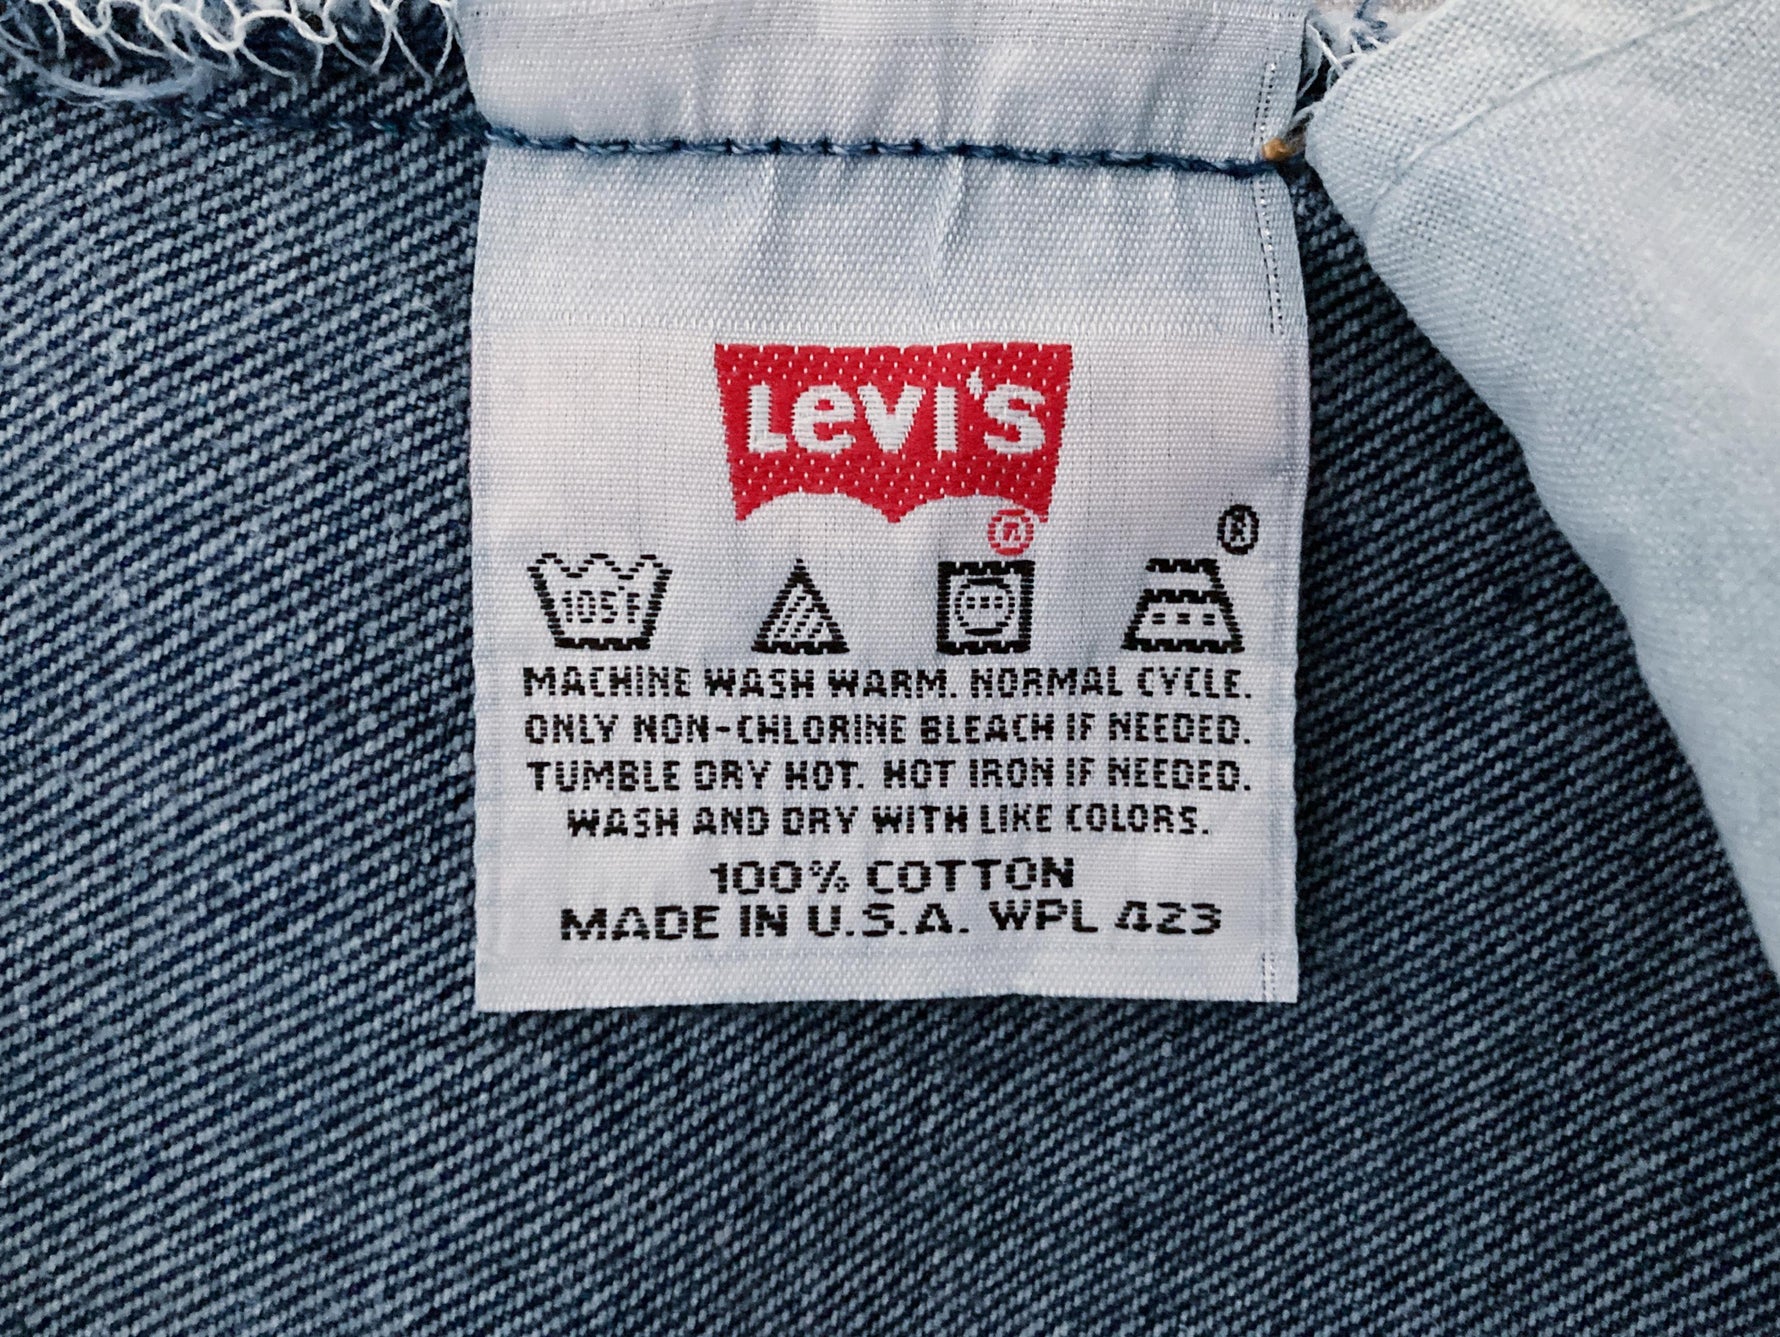 Levi's
®
®
105F
MACHINE WASH WARM. NORMAL CYCLE.
ONLY NON-CHLORINE BLEACH IF NEEDED.
TUMBLE DRY HOT. HOT IRON IF NEEDED.
WASH AND DRY WITH LIKE COLORS.
100% COTTON
MADE IN U.S.A. WPL 423